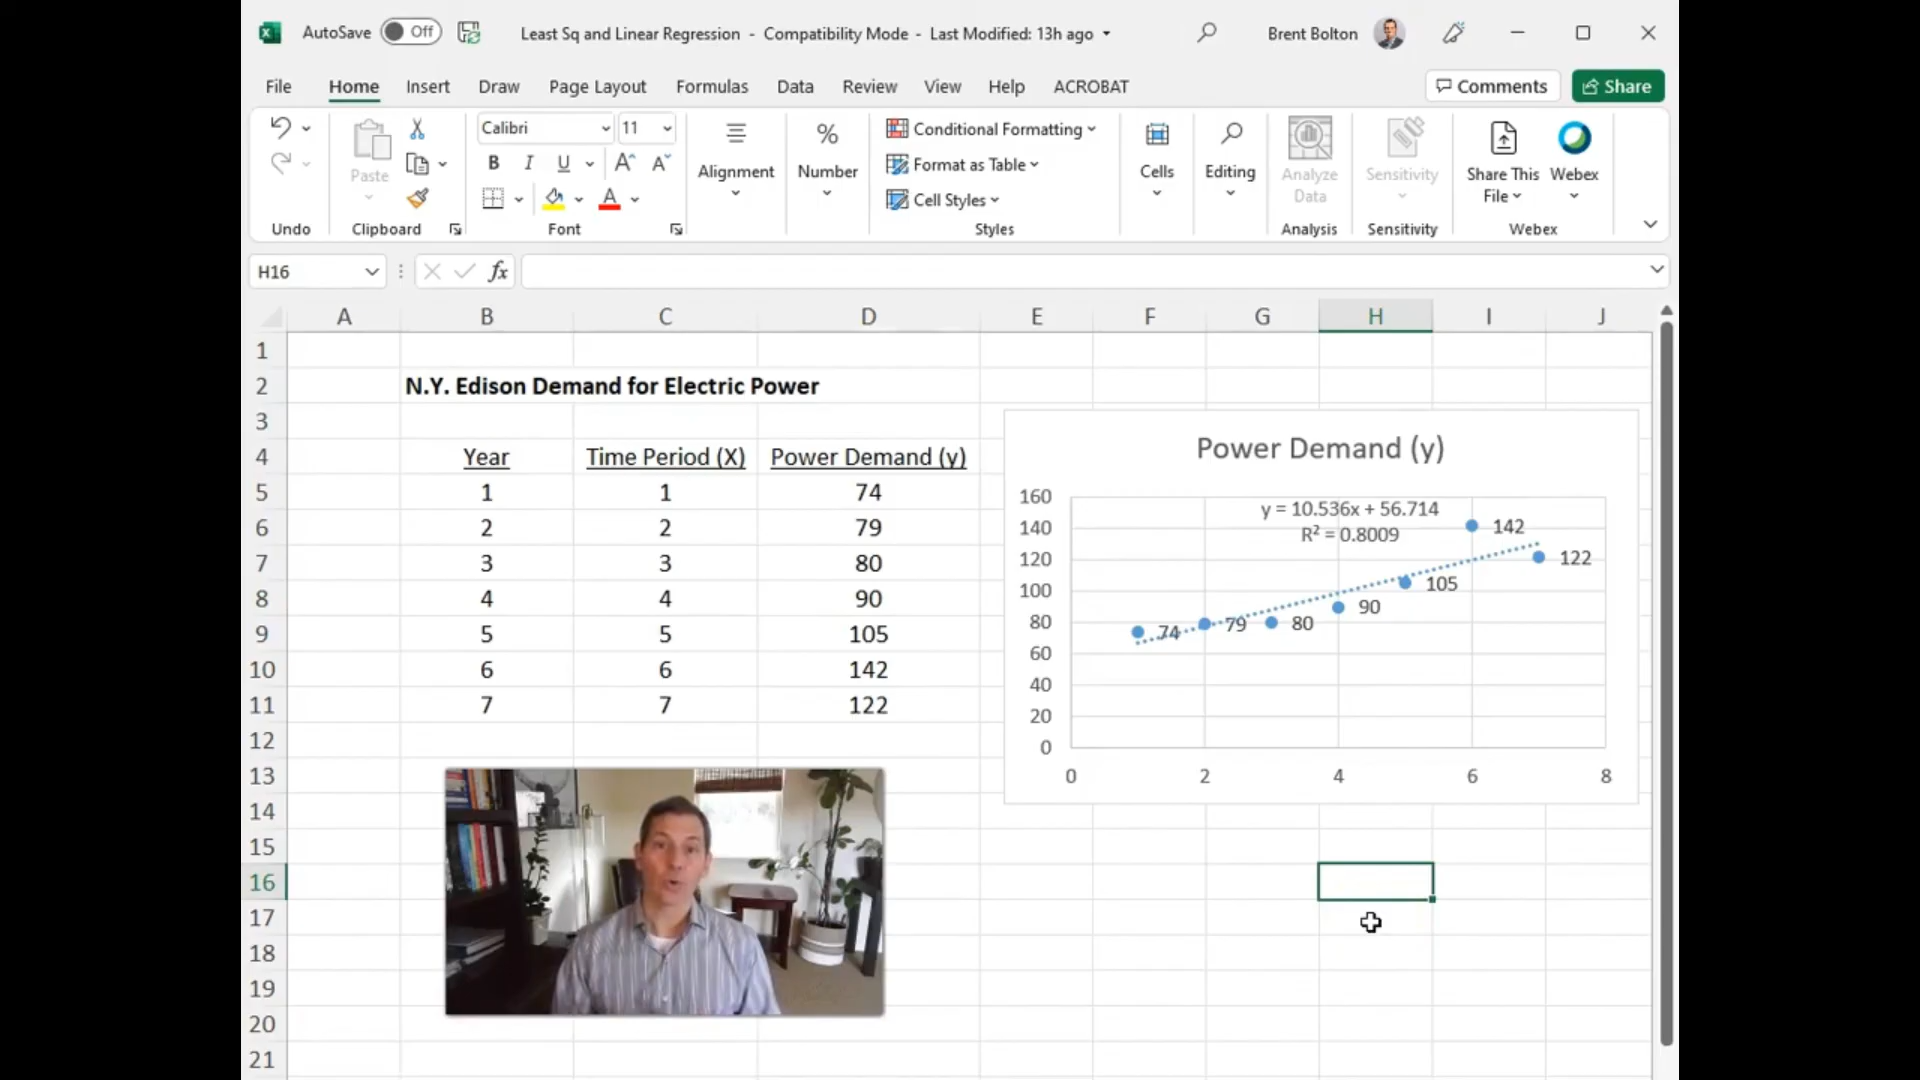 AutoSave Off Least Sq and Linear Regression - Compatibility Mode - Last Modified: 13h ago Brent Bolton
File Home Insert Draw Page Layout Formulas Data Review View Help ACROBAT Comments Share
Calibri 11
Paste
B I U A A
A
Alignment
%
Number
Conditional Formatting
Format as Table
Cell Styles
Cells
Editing
Analyze
Data
Sensitivity
Share This
File
Webex
Undo Clipboard Font Styles Analysis Sensitivity Webex
H16 fx
A B C D E F G H I J
1
2 N.Y. Edison Demand for Electric Power
3
4 Year Time Period (X) Power Demand (y)
5 1 1 74
6 2 2 79
7 3 3 80
8 4 4 90
9 5 5 105
10 6 6 142
11 7 7 122
12
13
14
15
16
17
18
19
20
21
Power Demand (y)
y = 10.536x + 56.714
R² = 0.8009
160
140
120
100
80
60
40
20
0
74 79 80 90 105 142 122
0 2 4 6 8